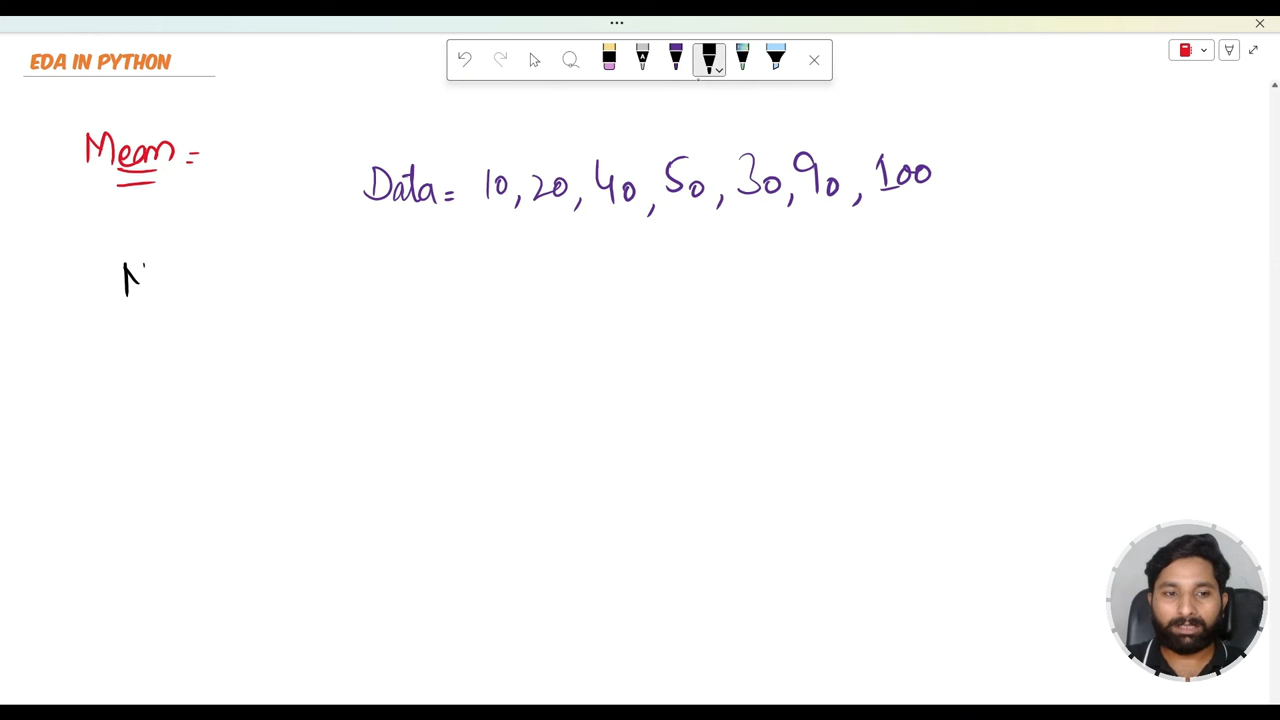 EDA IN PYTHON
Mean =
Data = 10, 20, 40, 50, 30, 90, 100